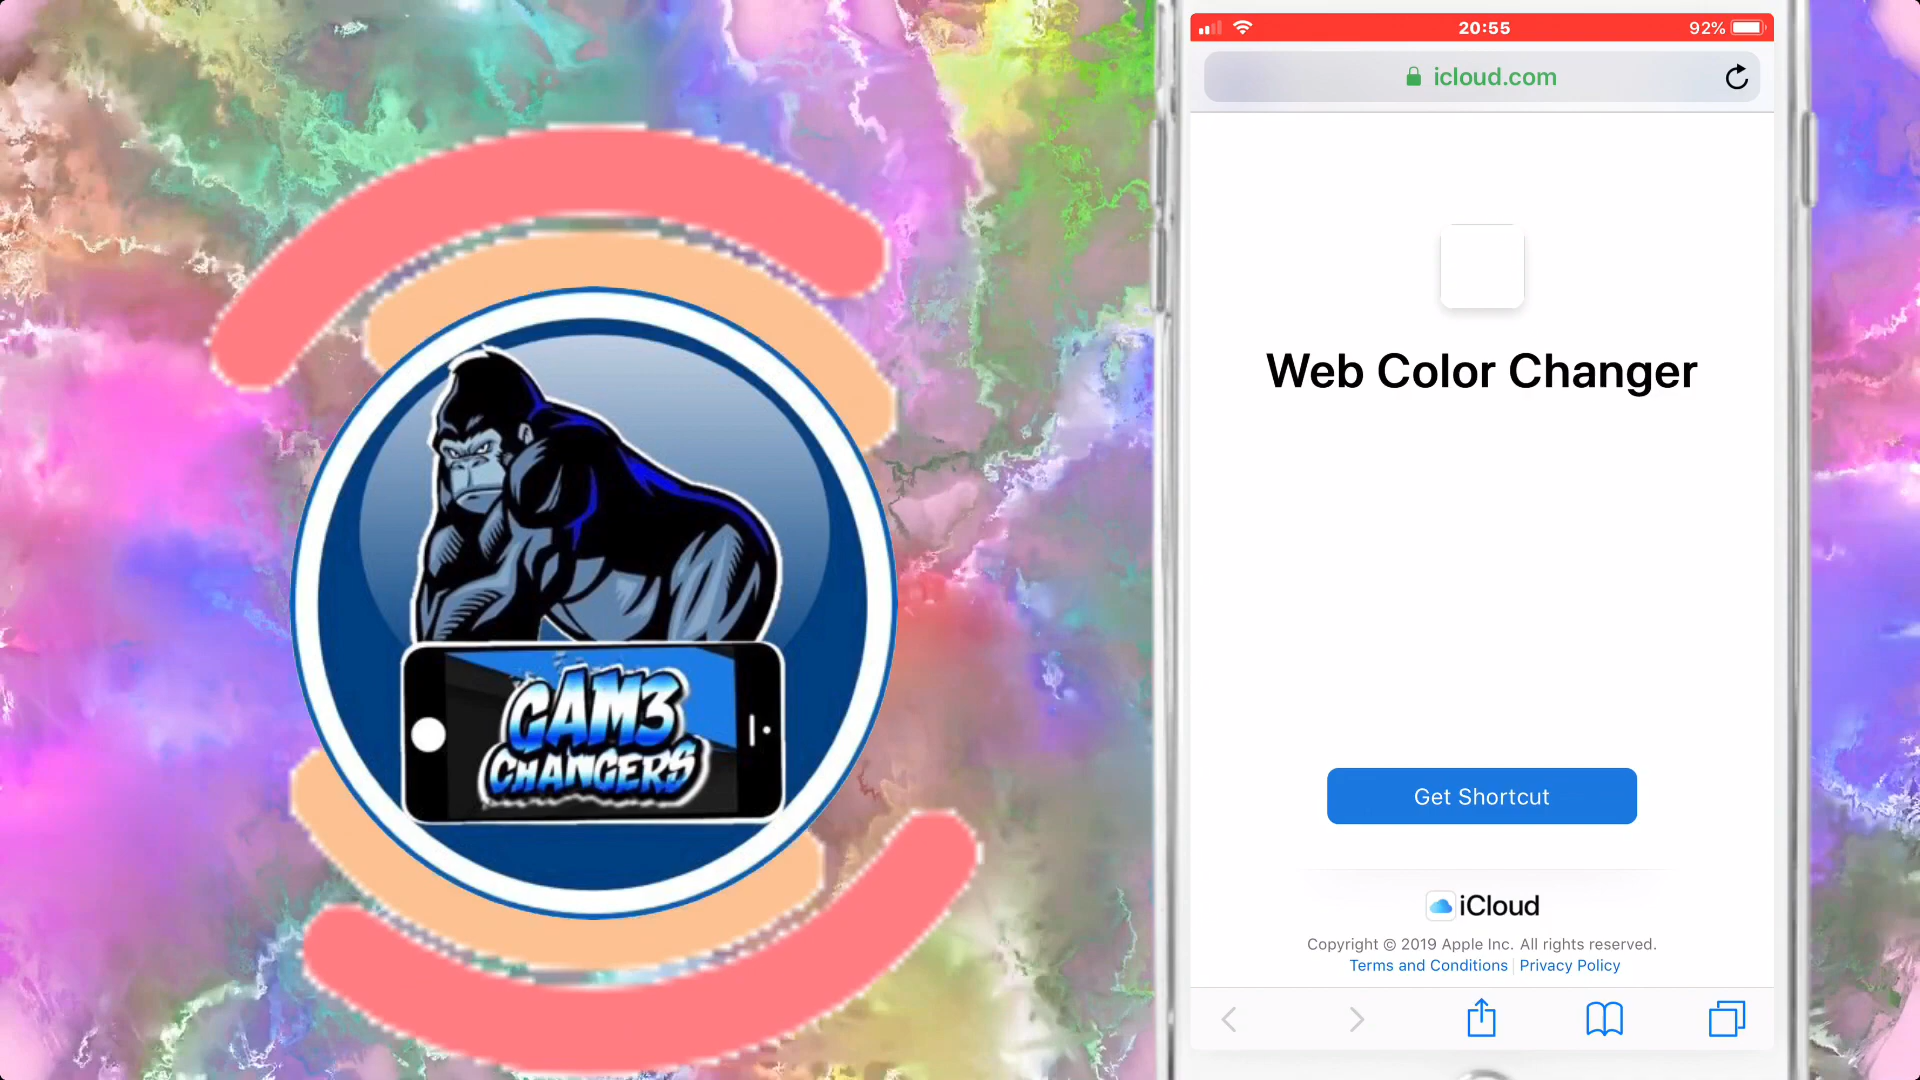 GAM3
CHANGERS
20:55
92%
icloud.com
Web Color Changer
Get Shortcut
iCloud
Copyright © 2019 Apple Inc. All rights reserved.
Terms and Conditions | Privacy Policy